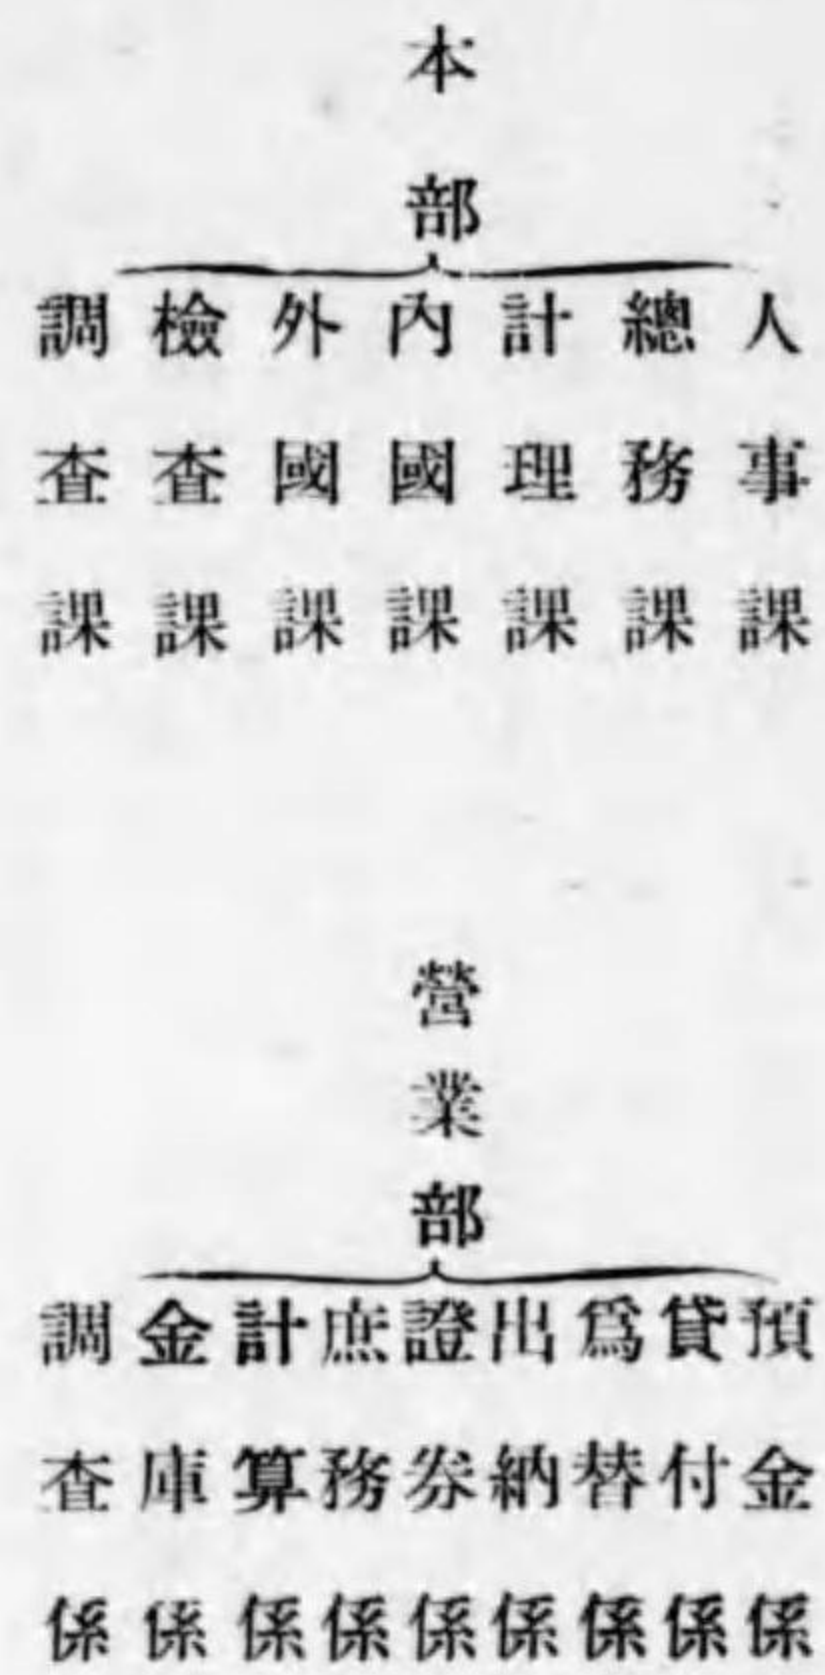 本部
人事課
總務課
計理課
內國課
外國課
檢查課
調查課
營業部
預金係
貸付係
爲替係
出納係
證券係
庶務係
計算係
金庫係
調查係